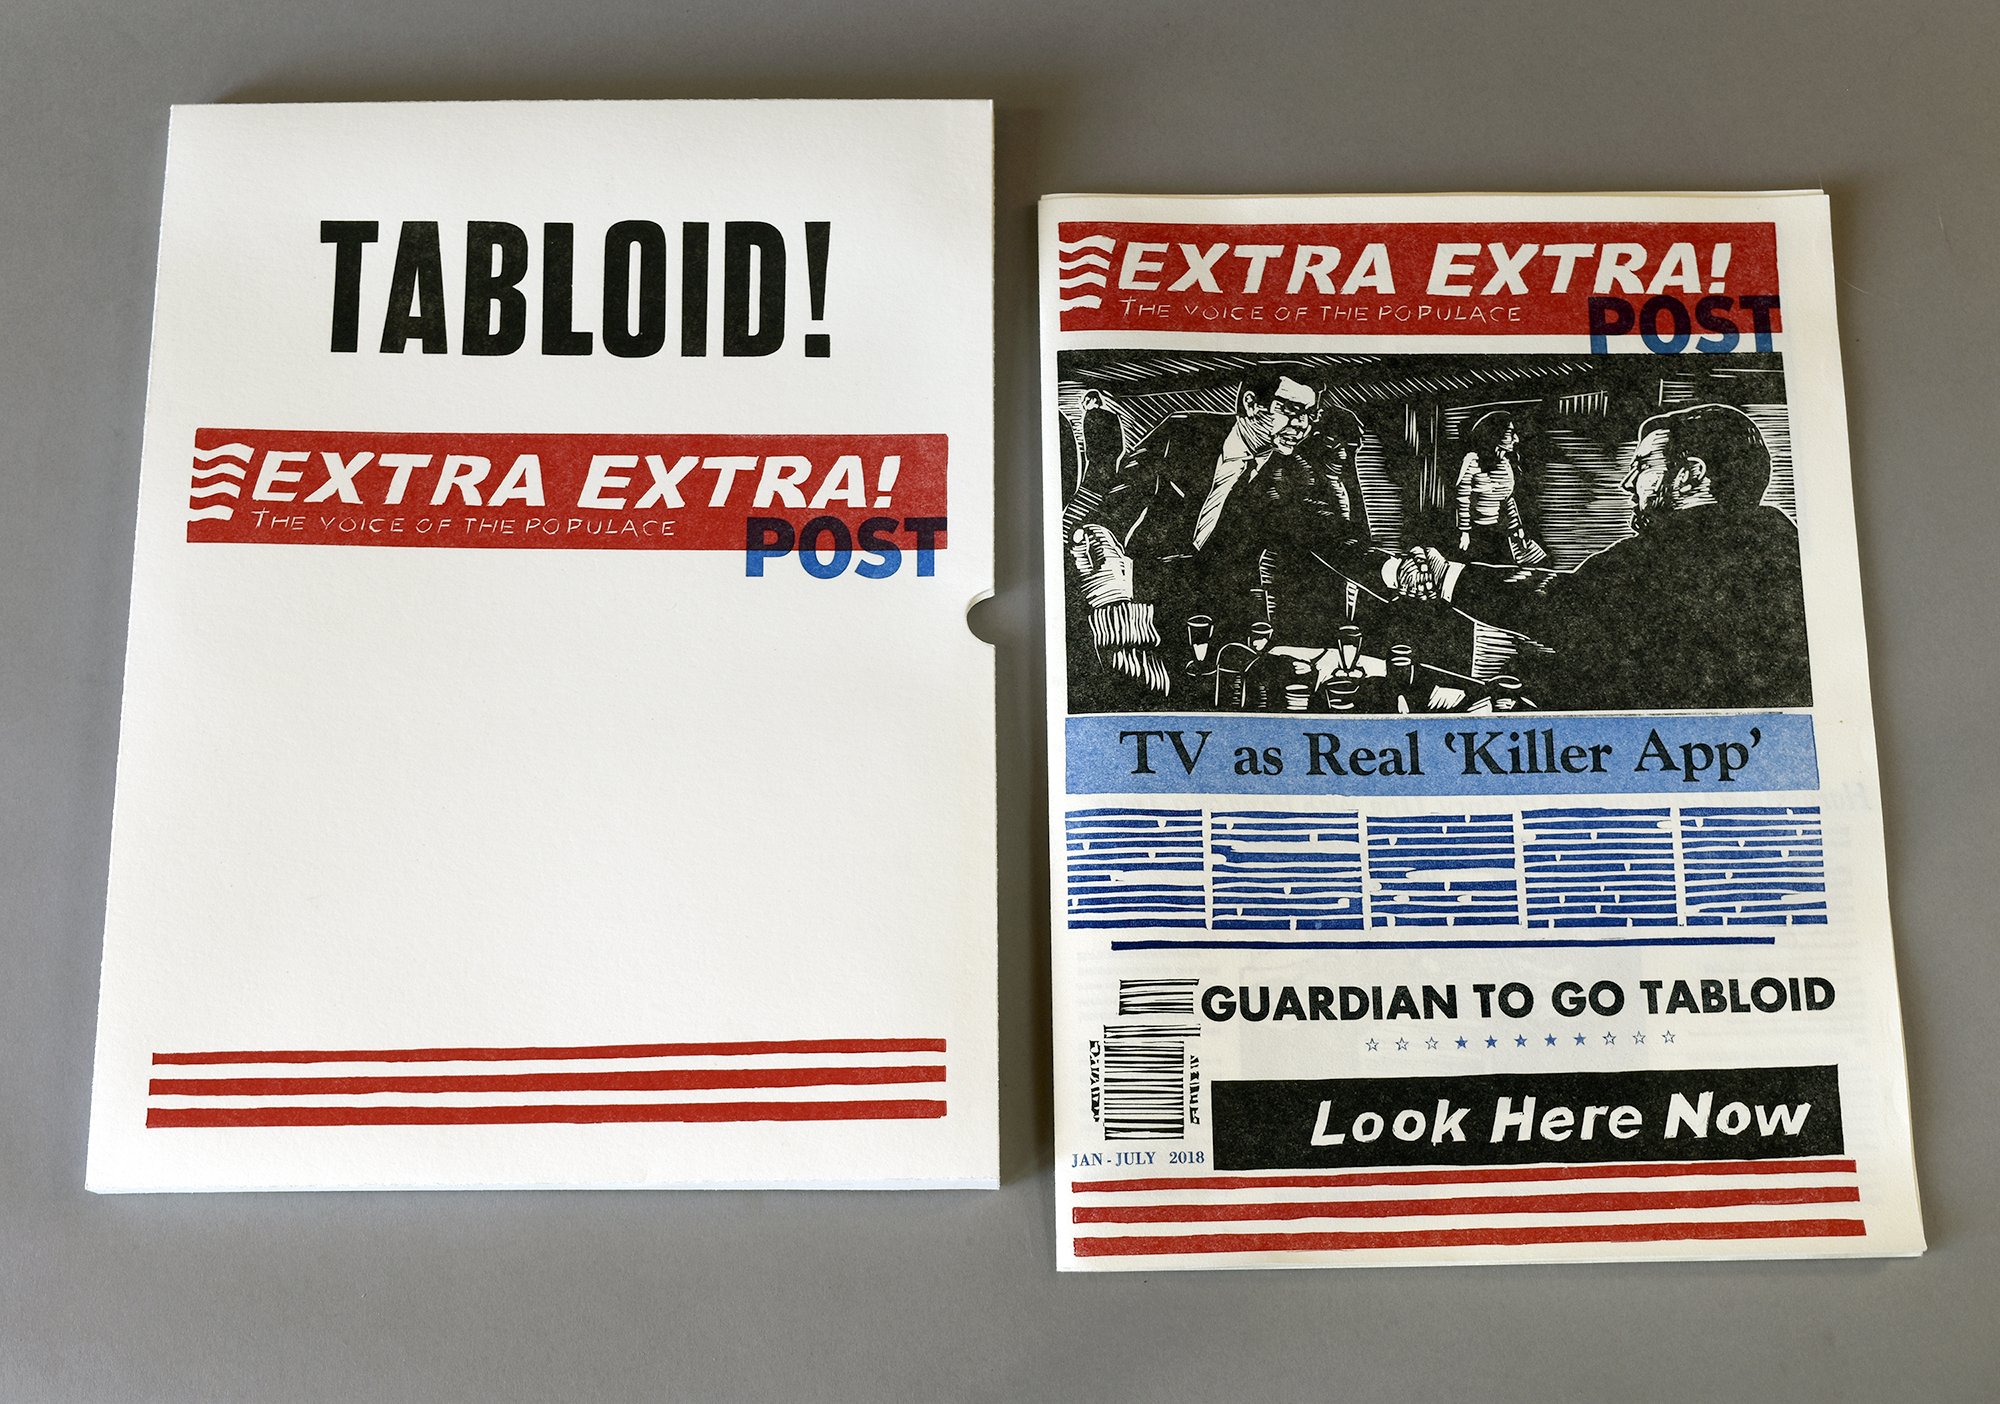 TABLOID!
EXTRA EXTRA!
THE VOICE OF THE POPULACE
POST
EXTRA EXTRA!
THE VOICE OF THE POPULACE
POST
TV as Real ‘Killer App’
GUARDIAN TO GO TABLOID
Look Here Now
JAN - JULY 2018